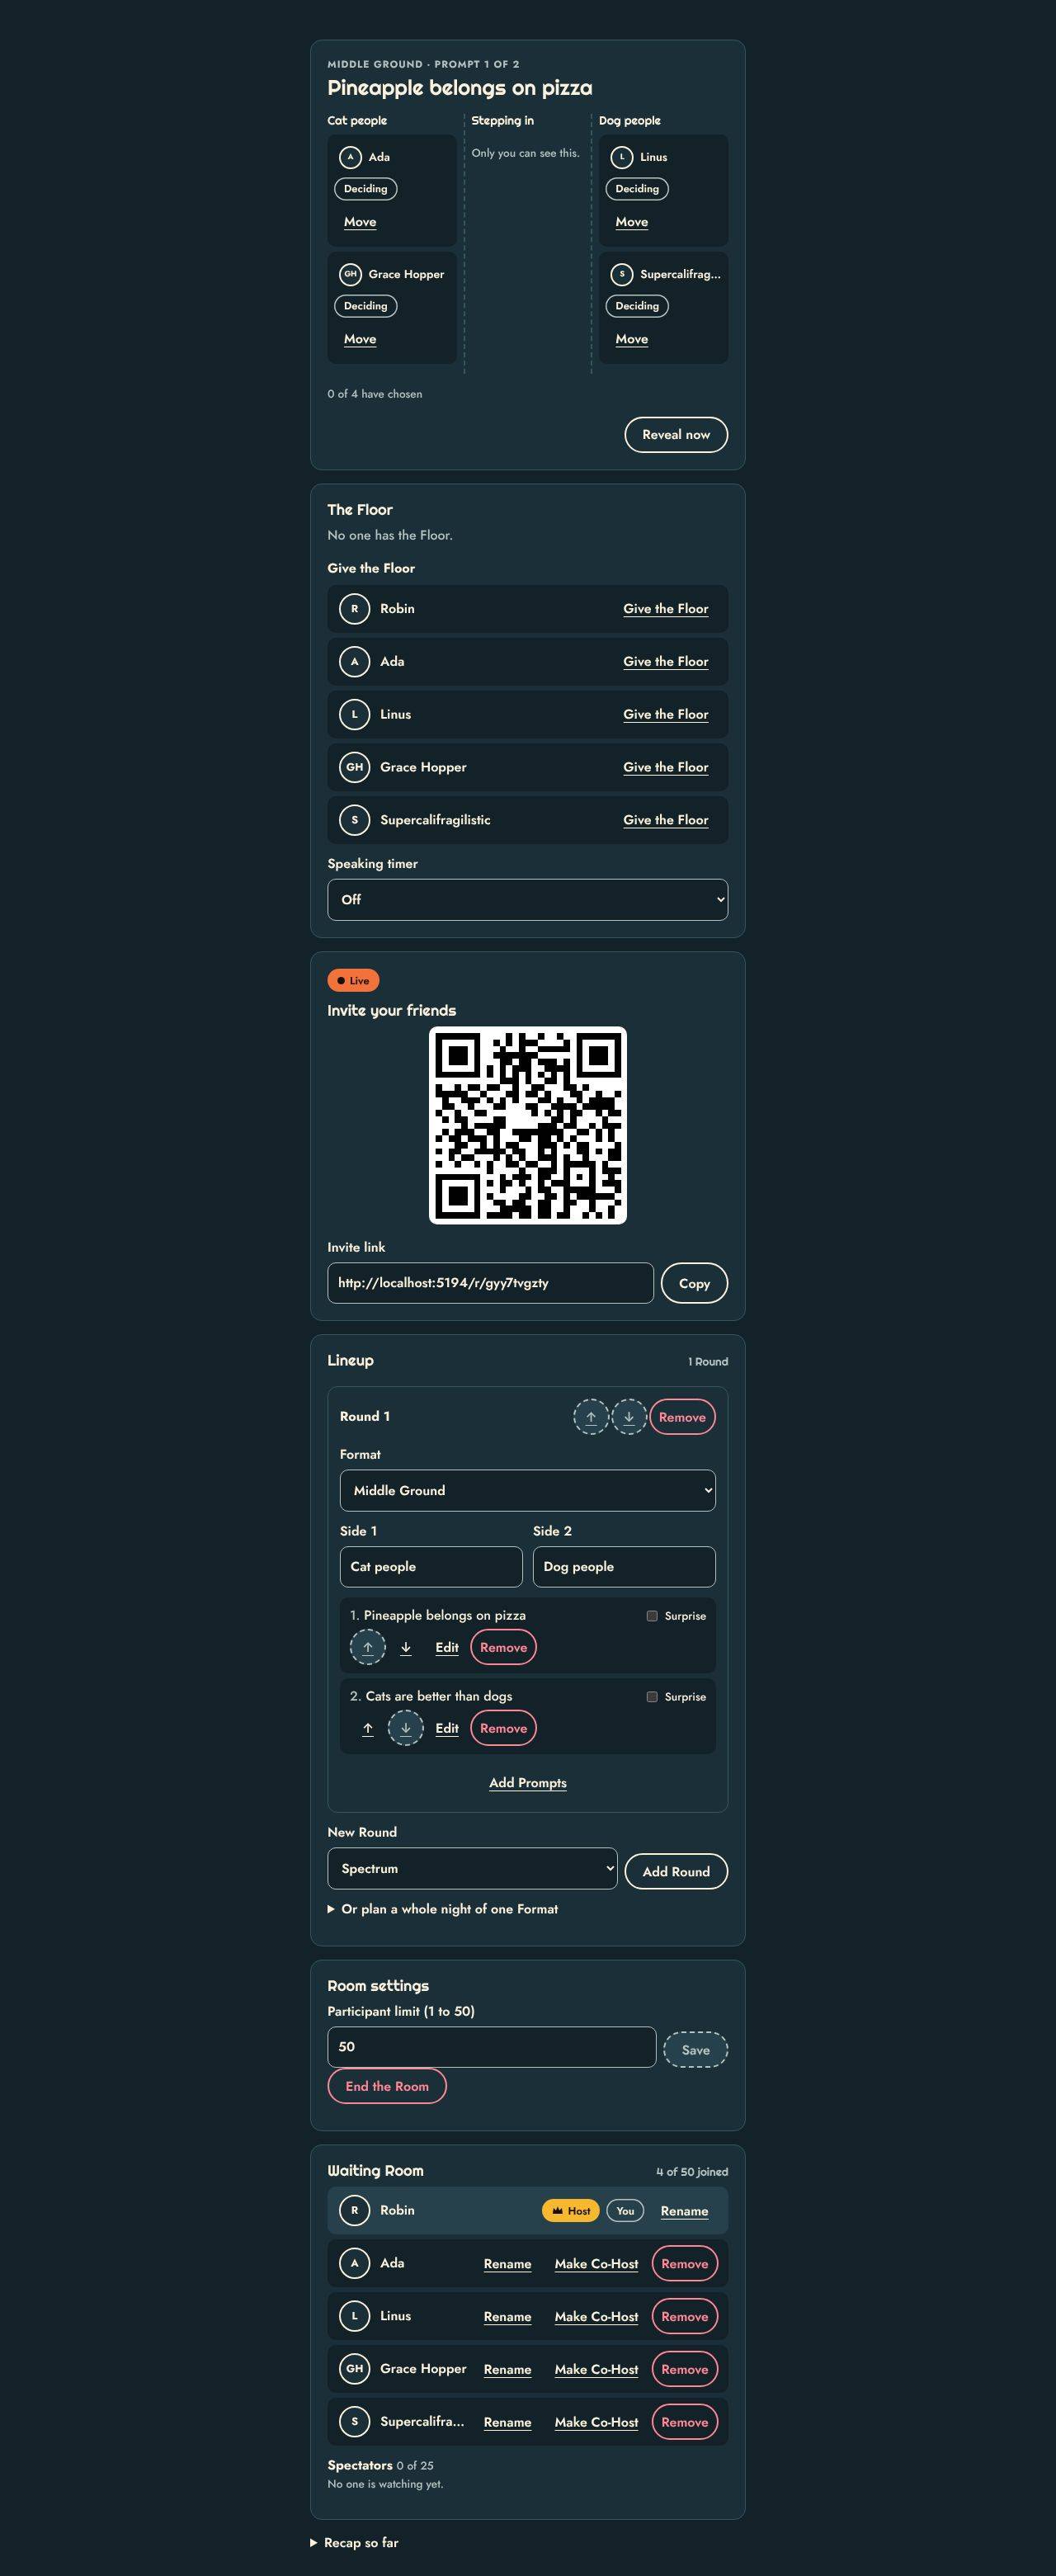 MIDDLE GROUND · PROMPT 1 OF 2
Pineapple belongs on pizza
Cat people
A Ada
Deciding
Move
GH Grace Hopper
Deciding
Move
Stepping in
Only you can see this.
Dog people
L Linus
Deciding
Move
S Supercalifrag...
Deciding
Move
0 of 4 have chosen
Reveal now
The Floor
No one has the Floor.
Give the Floor
R Robin Give the Floor
A Ada Give the Floor
L Linus Give the Floor
GH Grace Hopper Give the Floor
S Supercalifragilistic Give the Floor
Speaking timer
Off
Live
Invite your friends
Invite link
http://localhost:5194/r/gyy7tvgzty Copy
Lineup 1 Round
Round 1 ↑ ↓ Remove
Format
Middle Ground
Side 1 Side 2
Cat people Dog people
1. Pineapple belongs on pizza Surprise
↑ ↓ Edit Remove
2. Cats are better than dogs Surprise
↑ ↓ Edit Remove
Add Prompts
New Round
Spectrum Add Round
Or plan a whole night of one Format
Room settings
Participant limit (1 to 50)
50 Save
End the Room
Waiting Room 4 of 50 joined
R Robin Host You Rename
A Ada Rename Make Co-Host Remove
L Linus Rename Make Co-Host Remove
GH Grace Hopper Rename Make Co-Host Remove
S Supercalifra... Rename Make Co-Host Remove
Spectators 0 of 25
No one is watching yet.
Recap so far